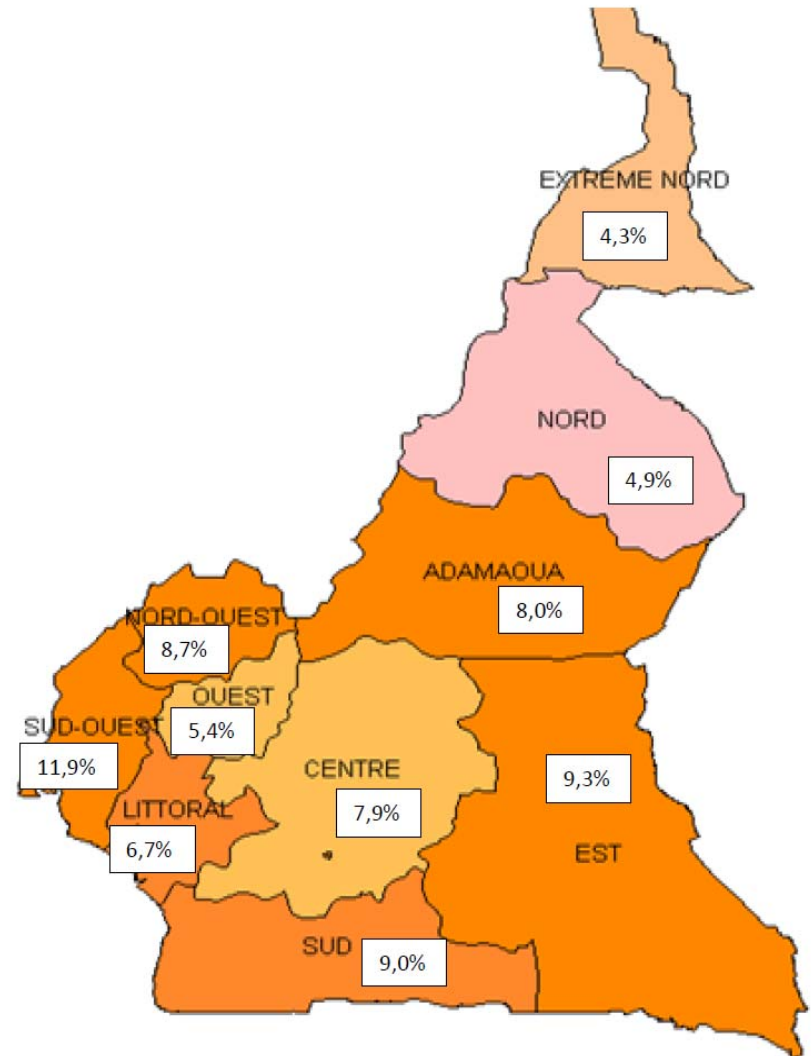 EXTREME NORD
4,3%
NORD
4,9%
ADAMAOUA
8,0%
NORD-OUEST
8,7%
OUEST
5,4%
SUD-OUEST
11,9%
CENTRE
7,9%
9,3%
EST
LITTORAL
6,7%
SUD
9,0%